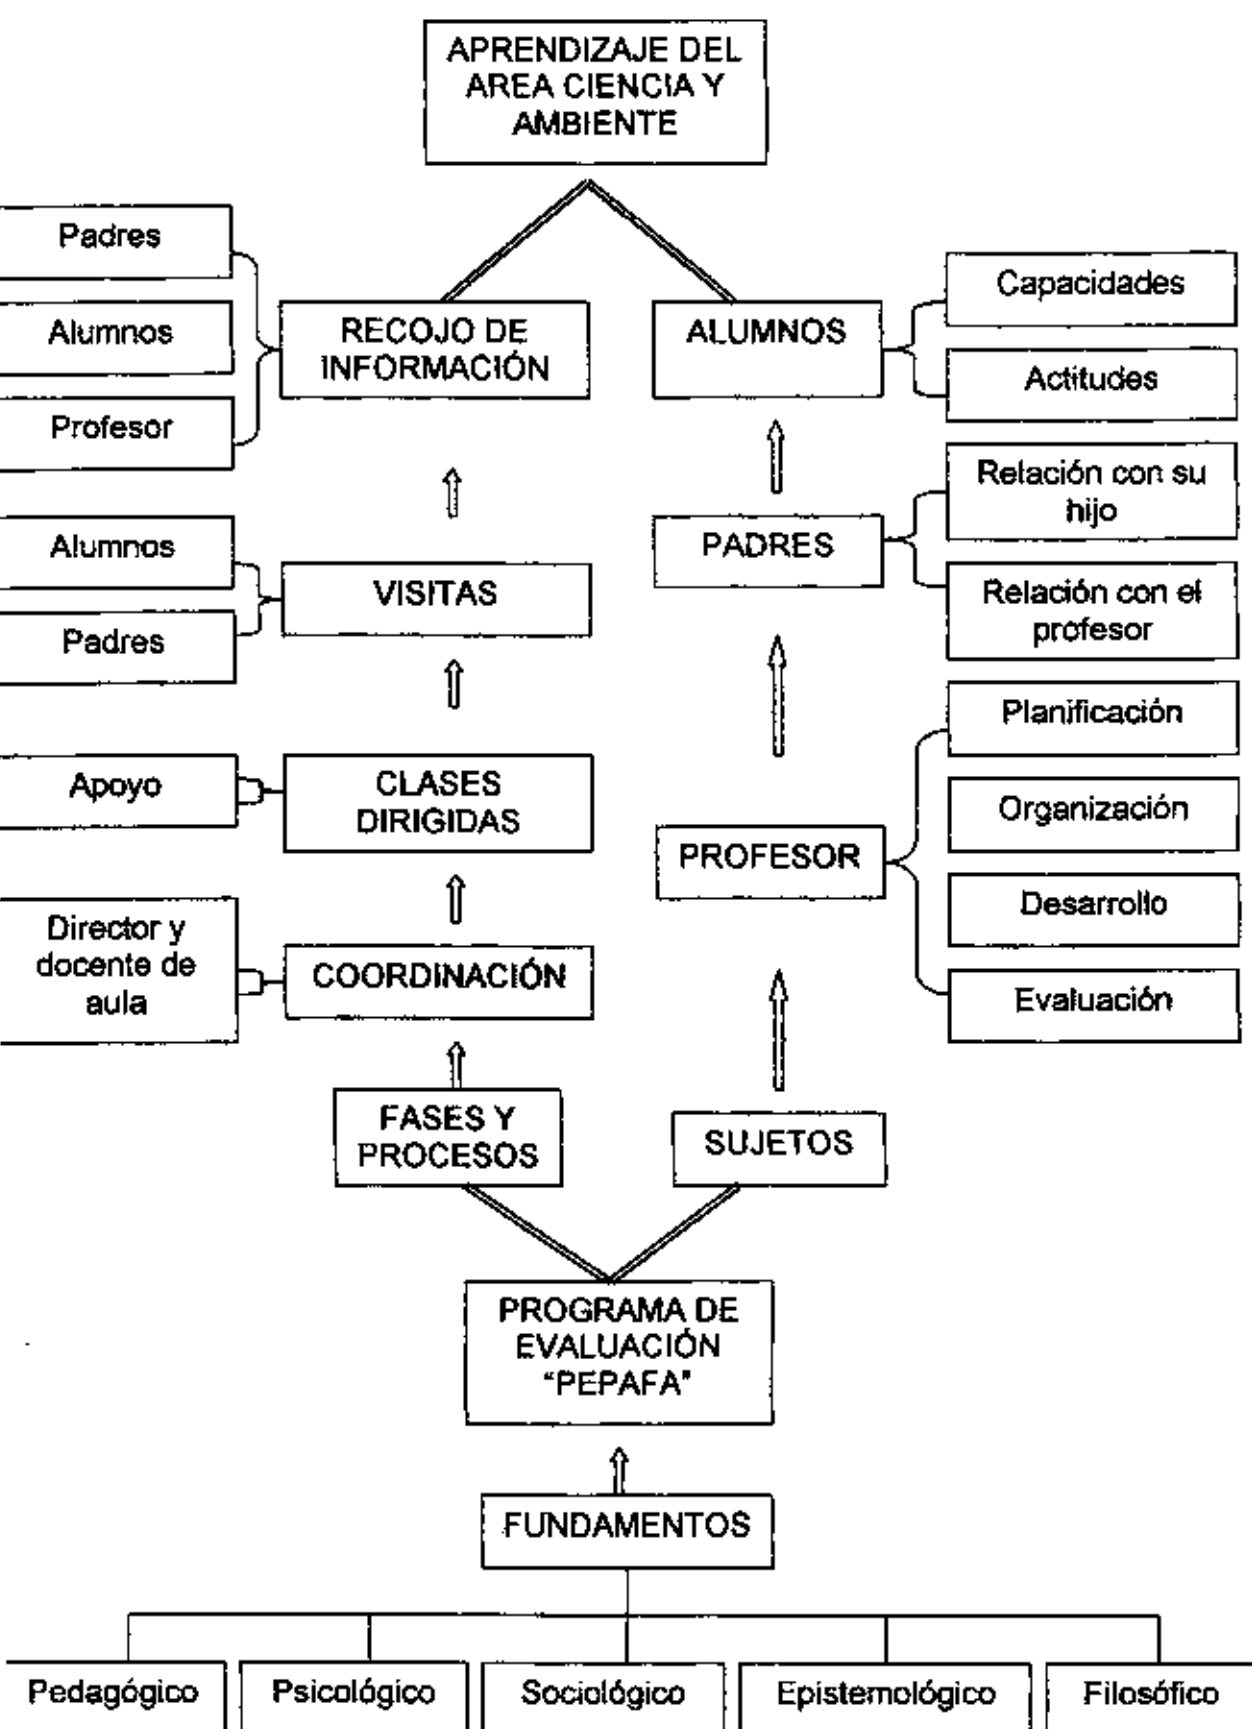 APRENDIZAJE DEL
AREA CIENCIA Y
AMBIENTE
Padres
Alumnos
Profesor
RECOJO DE
INFORMACIÓN
ALUMNOS
Capacidades
Actitudes
Alumnos
Padres
VISITAS
PADRES
Relación con su
hijo
Relación con el
profesor
Apoyo
CLASES
DIRIGIDAS
PROFESOR
Planificación
Organización
Desarrollo
Evaluación
Director y
docente de
aula
COORDINACIÓN
FASES Y
PROCESOS
SUJETOS
PROGRAMA DE
EVALUACIÓN
"PEPAFA"
FUNDAMENTOS
Pedagógico
Psicológico
Sociológico
Epistemológico
Filosófico